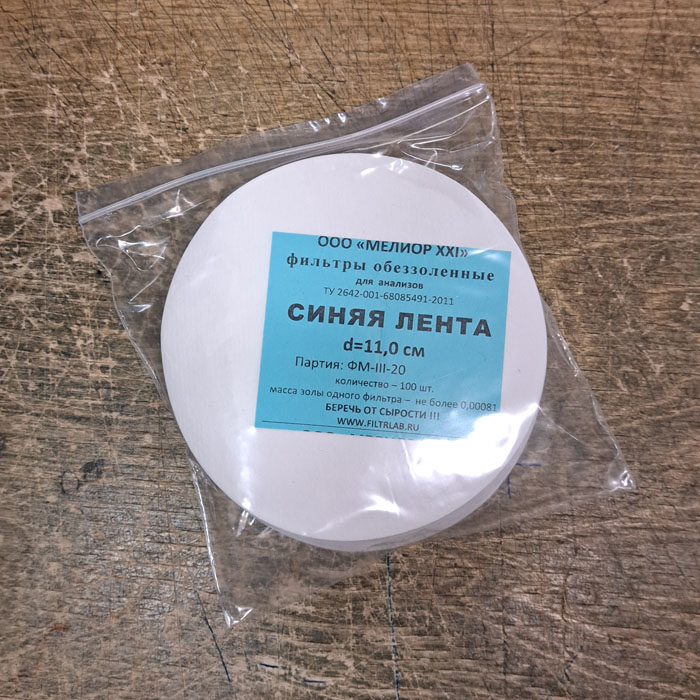 ООО «МЕЛИОР XXI»
фильтры обеззоленные
для анализов
ТУ 2642-001-68085491-2011
СИНЯЯ ЛЕНТА
d=11,0 см
Партия: ФМ-III-20
количество – 100 шт.
масса золы одного фильтра – не более 0,00081
БЕРЕЧЬ ОТ СЫРОСТИ !!!
WWW.FILTRLAB.RU